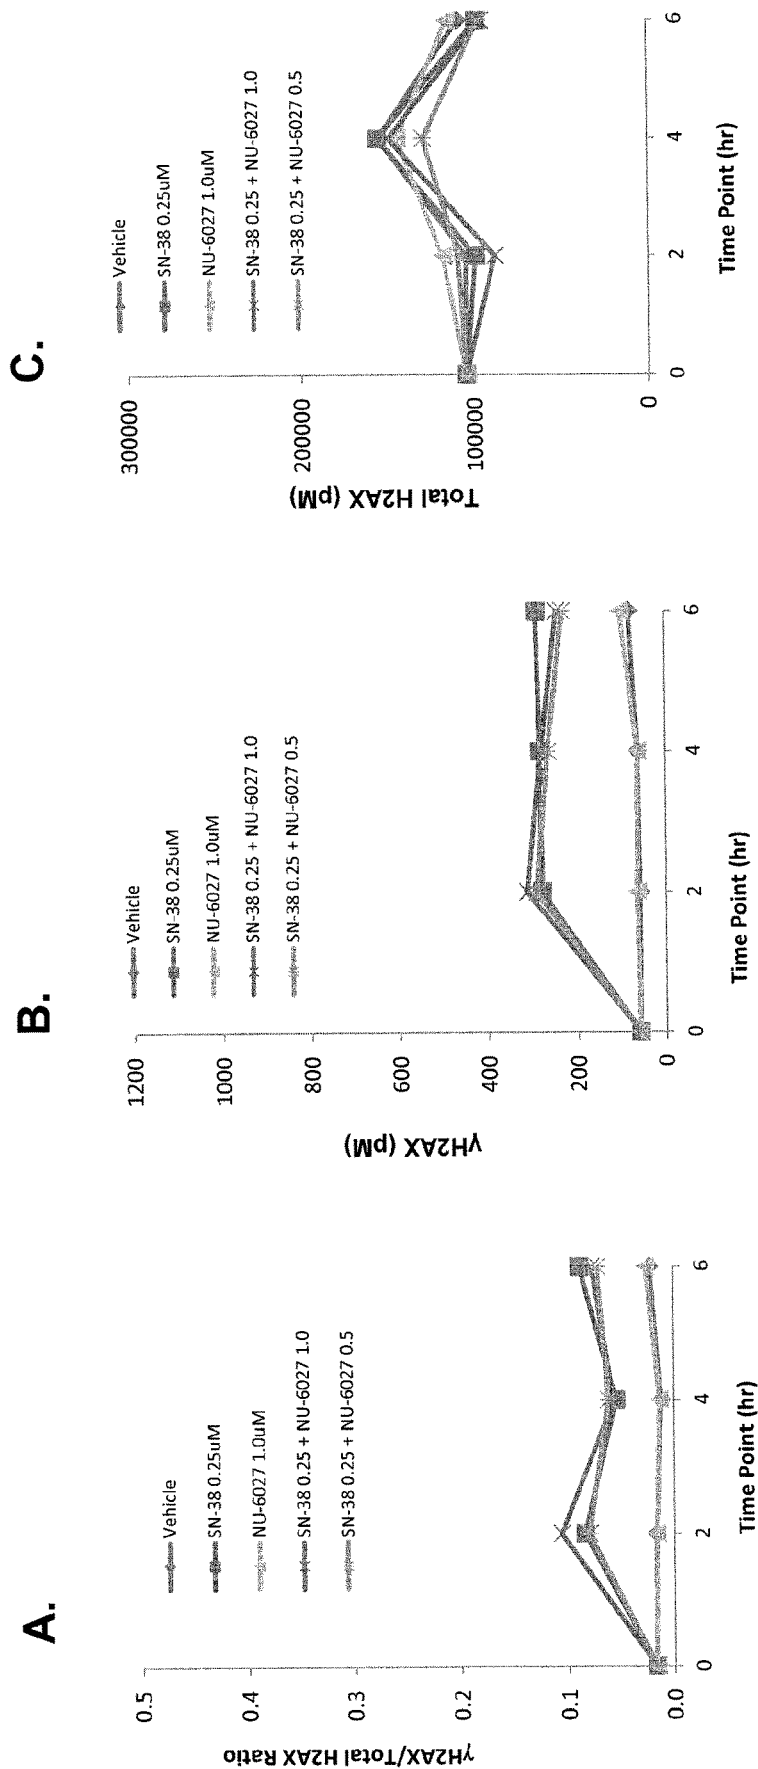 A.
γH2AX/Total H2AX Ratio
0.5
0.4
0.3
0.2
0.1
0.0
Vehicle
SN-38 0.25uM
NU-6027 1.0uM
SN-38 0.25 + NU-6027 1.0
SN-38 0.25 + NU-6027 0.5
0
2
4
6
Time Point (hr)
B.
γH2AX (pM)
1200
1000
800
600
400
200
0
Vehicle
SN-38 0.25uM
NU-6027 1.0uM
SN-38 0.25 + NU-6027 1.0
SN-38 0.25 + NU-6027 0.5
0
2
4
6
Time Point (hr)
C.
Total H2AX (pM)
300000
200000
100000
0
Vehicle
SN-38 0.25uM
NU-6027 1.0uM
SN-38 0.25 + NU-6027 1.0
SN-38 0.25 + NU-6027 0.5
0
2
4
6
Time Point (hr)